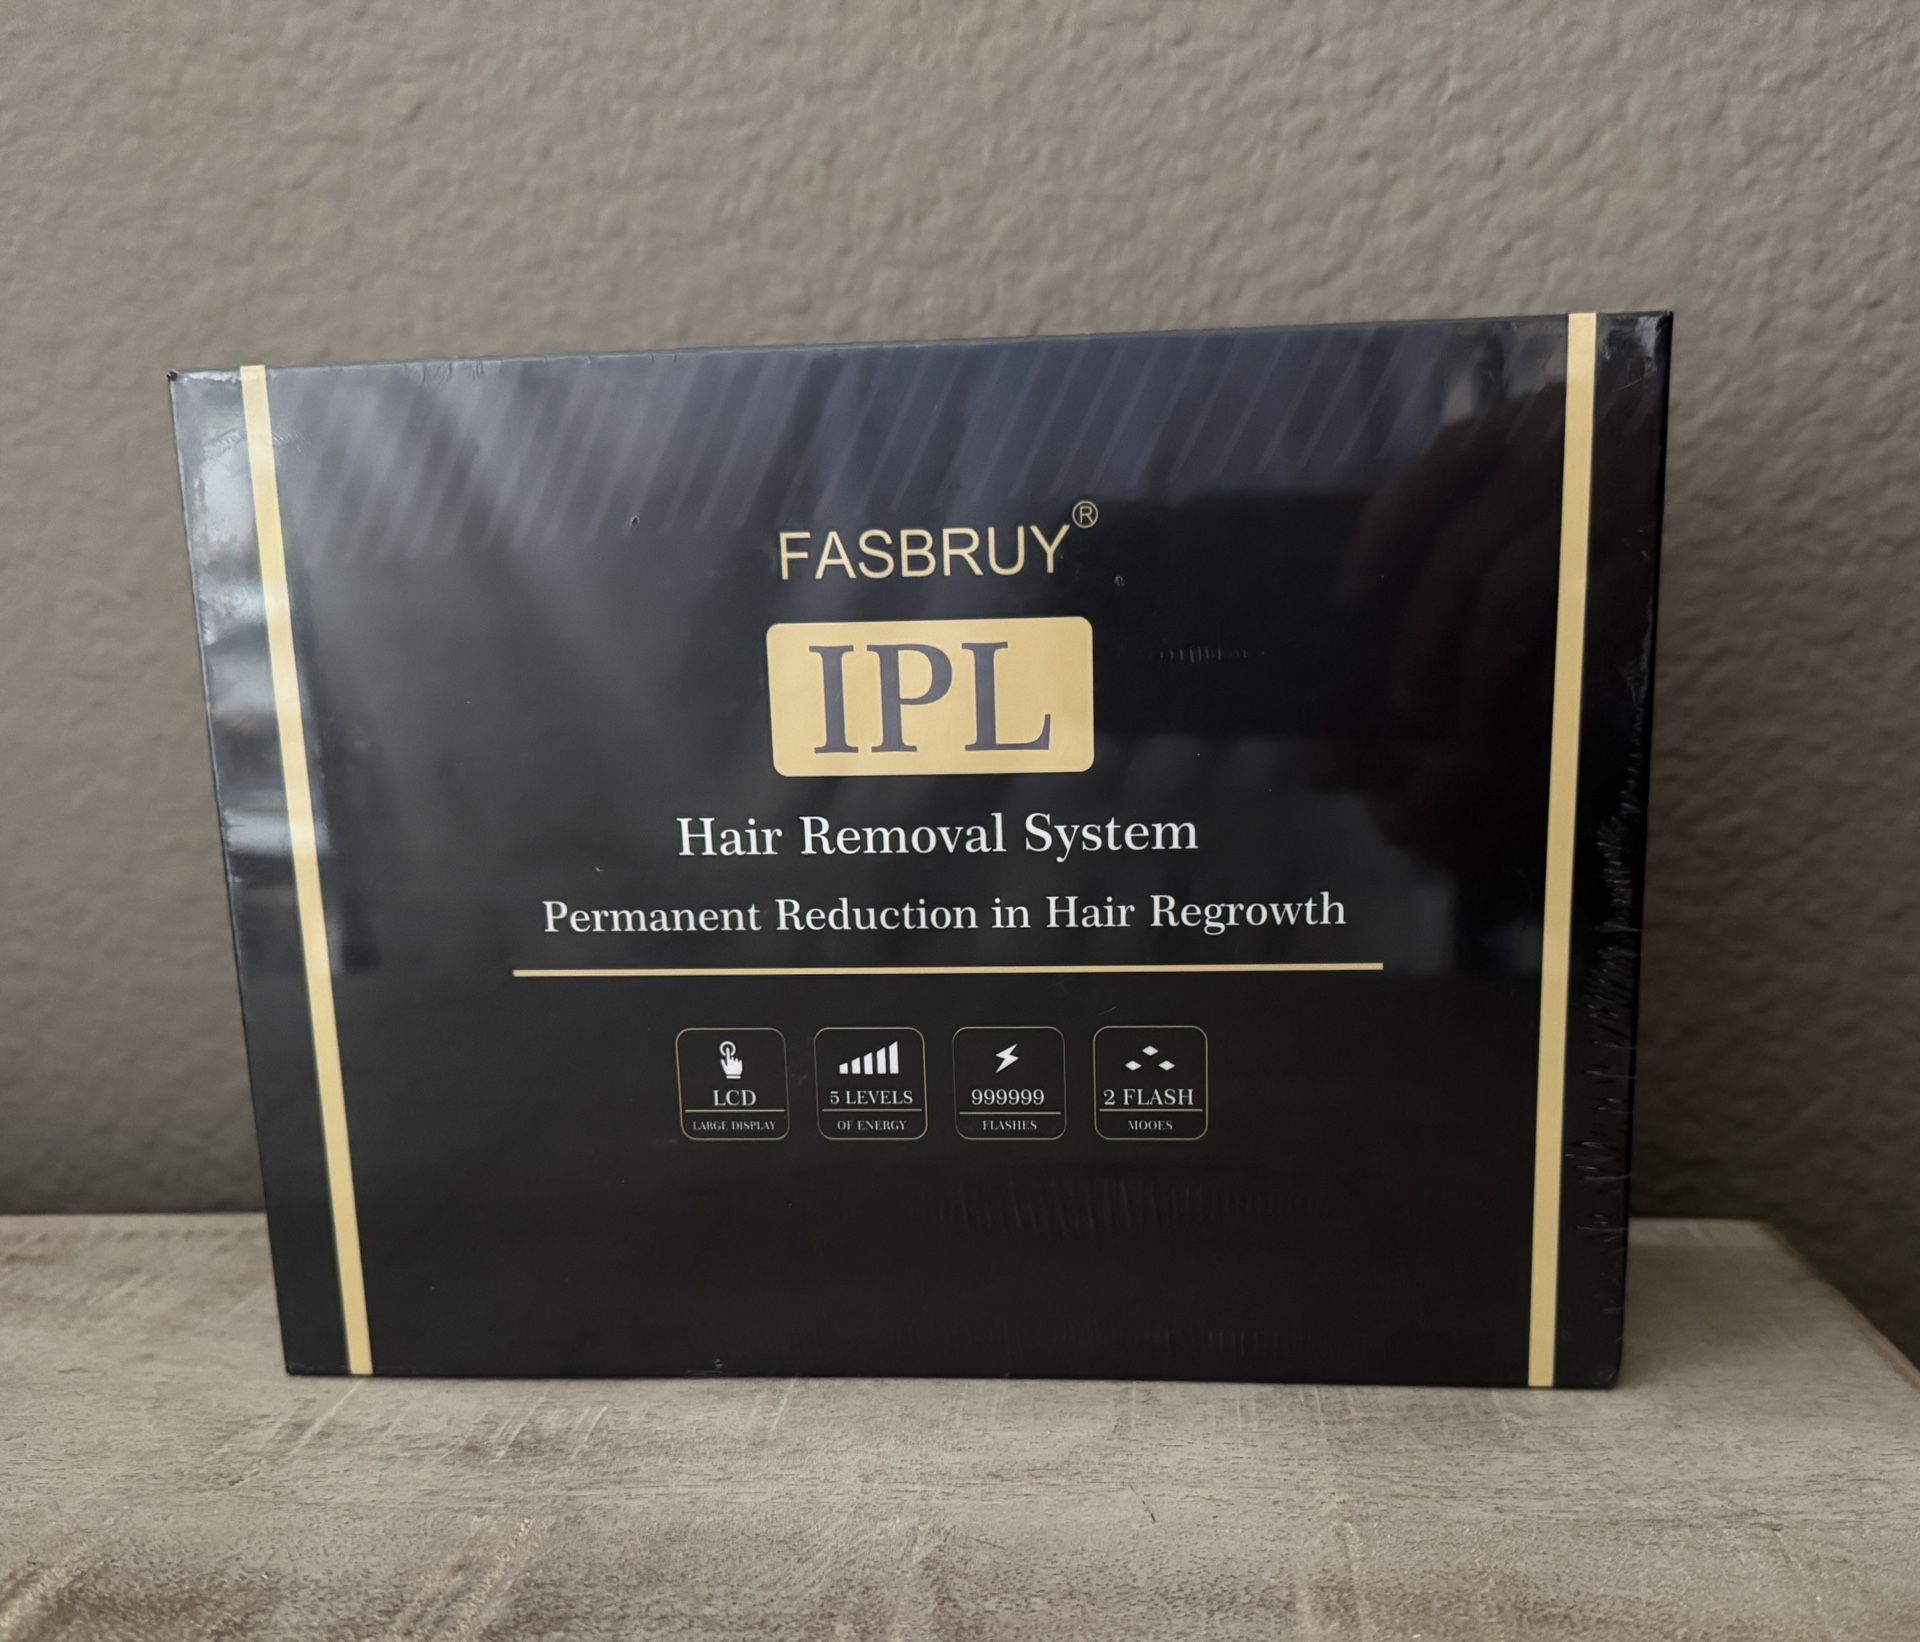 FASBRUY®
IPL
Hair Removal System
Permanent Reduction in Hair Regrowth
LCD
LARGE DISPLAY
5 LEVELS
OF ENERGY
999999
FLASHES
2 FLASH
MOOES